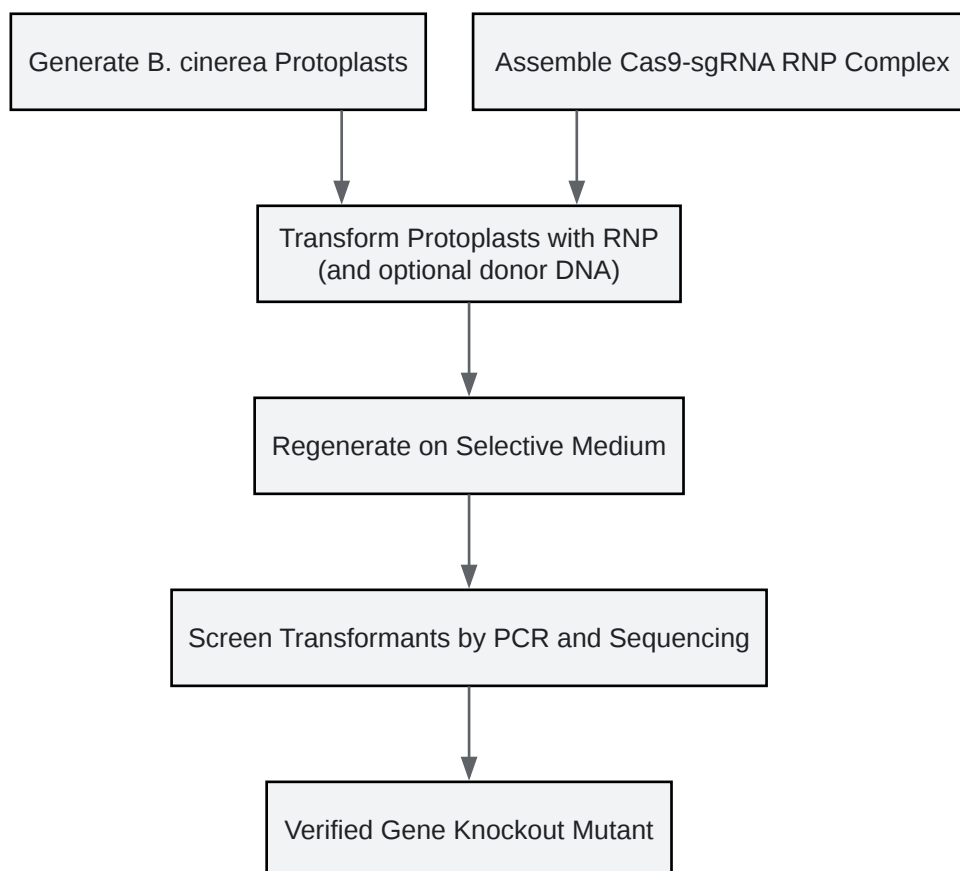 Generate B. cinerea Protoplasts
Assemble Cas9-sgRNA RNP Complex
Transform Protoplasts with RNP
(and optional donor DNA)
Regenerate on Selective Medium
Screen Transformants by PCR and Sequencing
Verified Gene Knockout Mutant